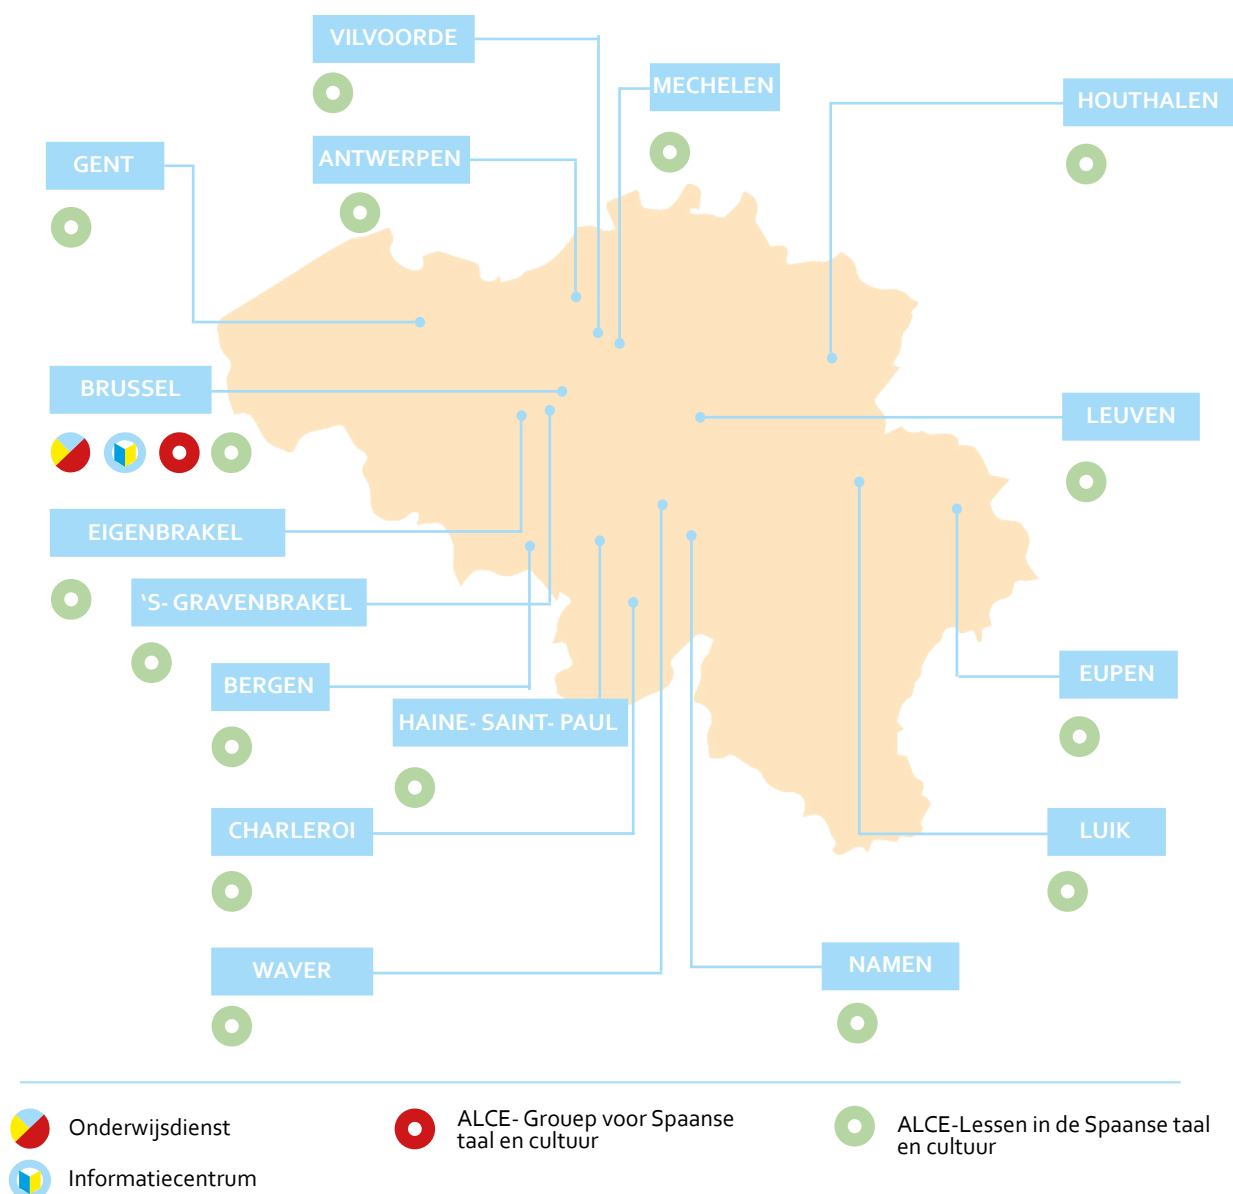 VILVOORDE
MECHELEN
HOUTHALEN
ANTWERPEN
GENT
BRUSSEL
LEUVEN
EIGENBRAKEL
‘S- GRAVENBRAKEL
BERGEN
EUPEN
HAINE- SAINT- PAUL
CHARLEROI
LUIK
WAVER
NAMEN
Onderwijsdienst
Informatiecentrum
ALCE- Grouep voor Spaanse
taal en cultuur
ALCE-Lessen in de Spaanse taal
en cultuur